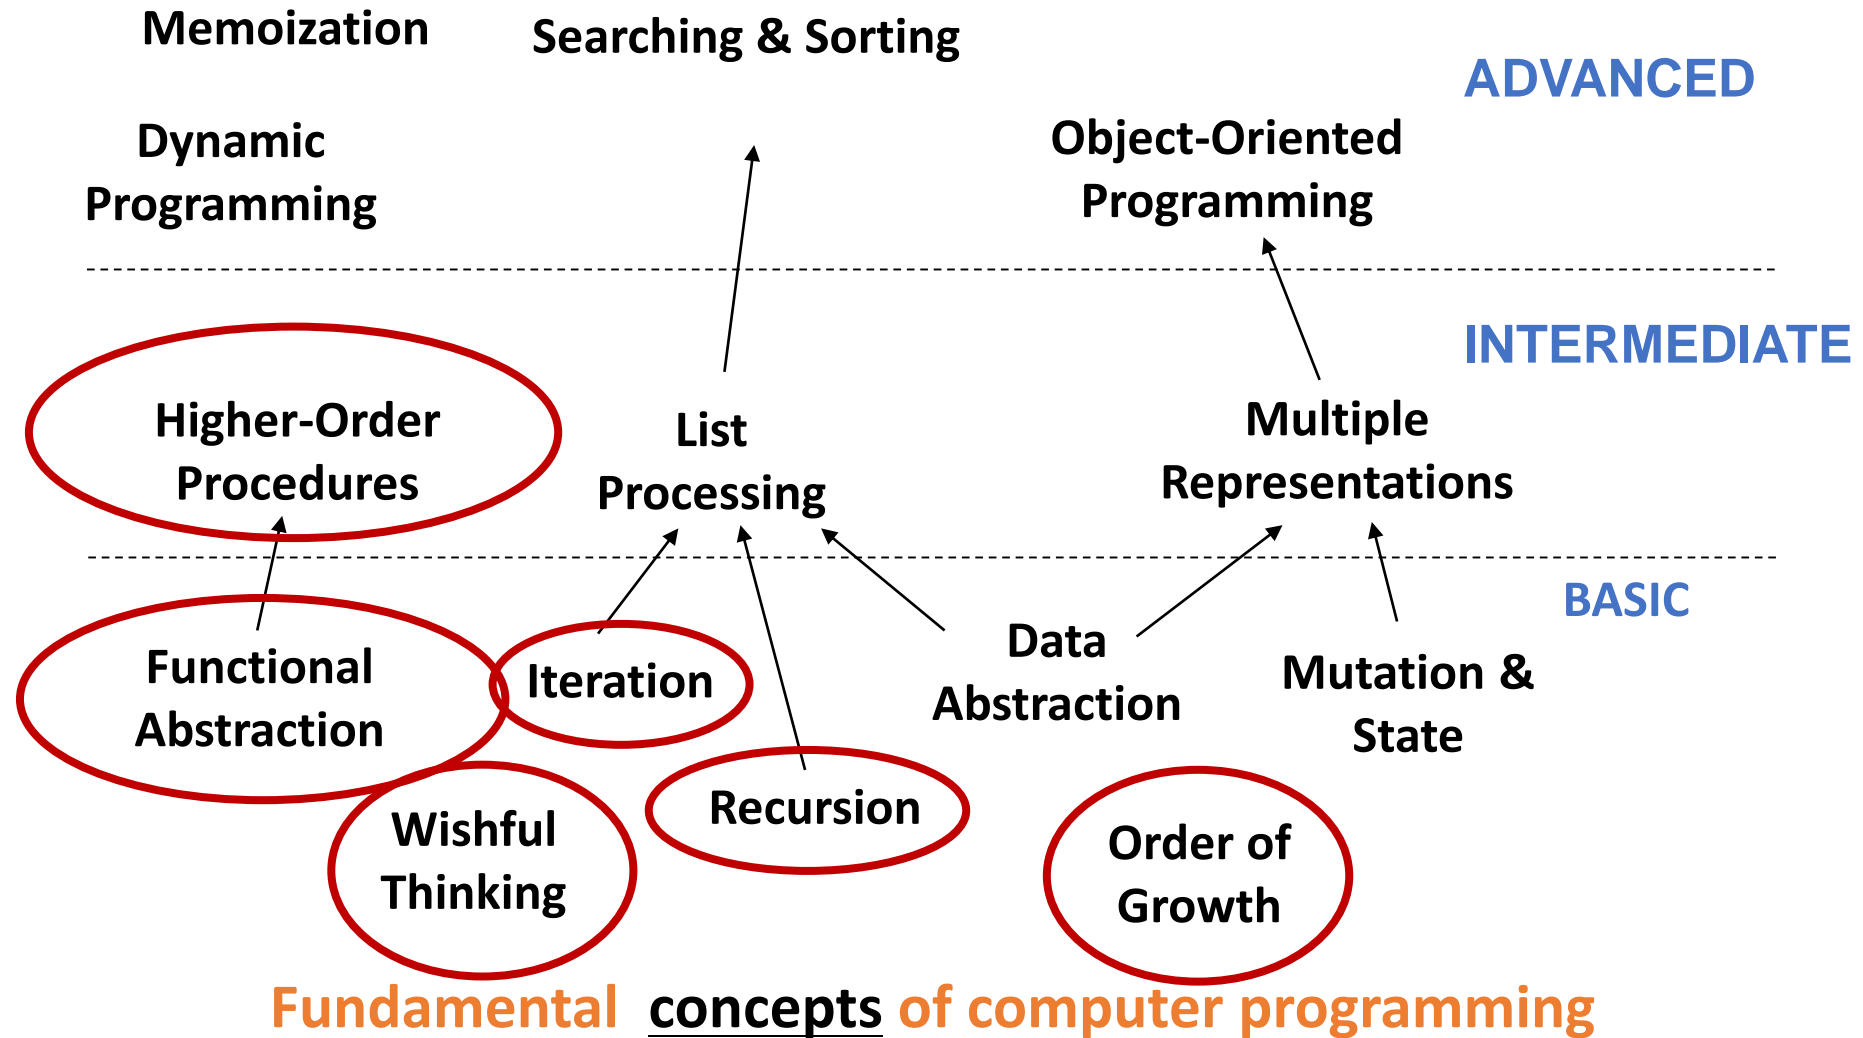 Memoization
Searching & Sorting
ADVANCED
Dynamic
Programming
Object-Oriented
Programming
INTERMEDIATE
Higher-Order
Procedures
List
Processing
Multiple
Representations
BASIC
Functional
Abstraction
Iteration
Data
Abstraction
Mutation &
State
Wishful
Thinking
Recursion
Order of
Growth
Fundamental concepts of computer programming